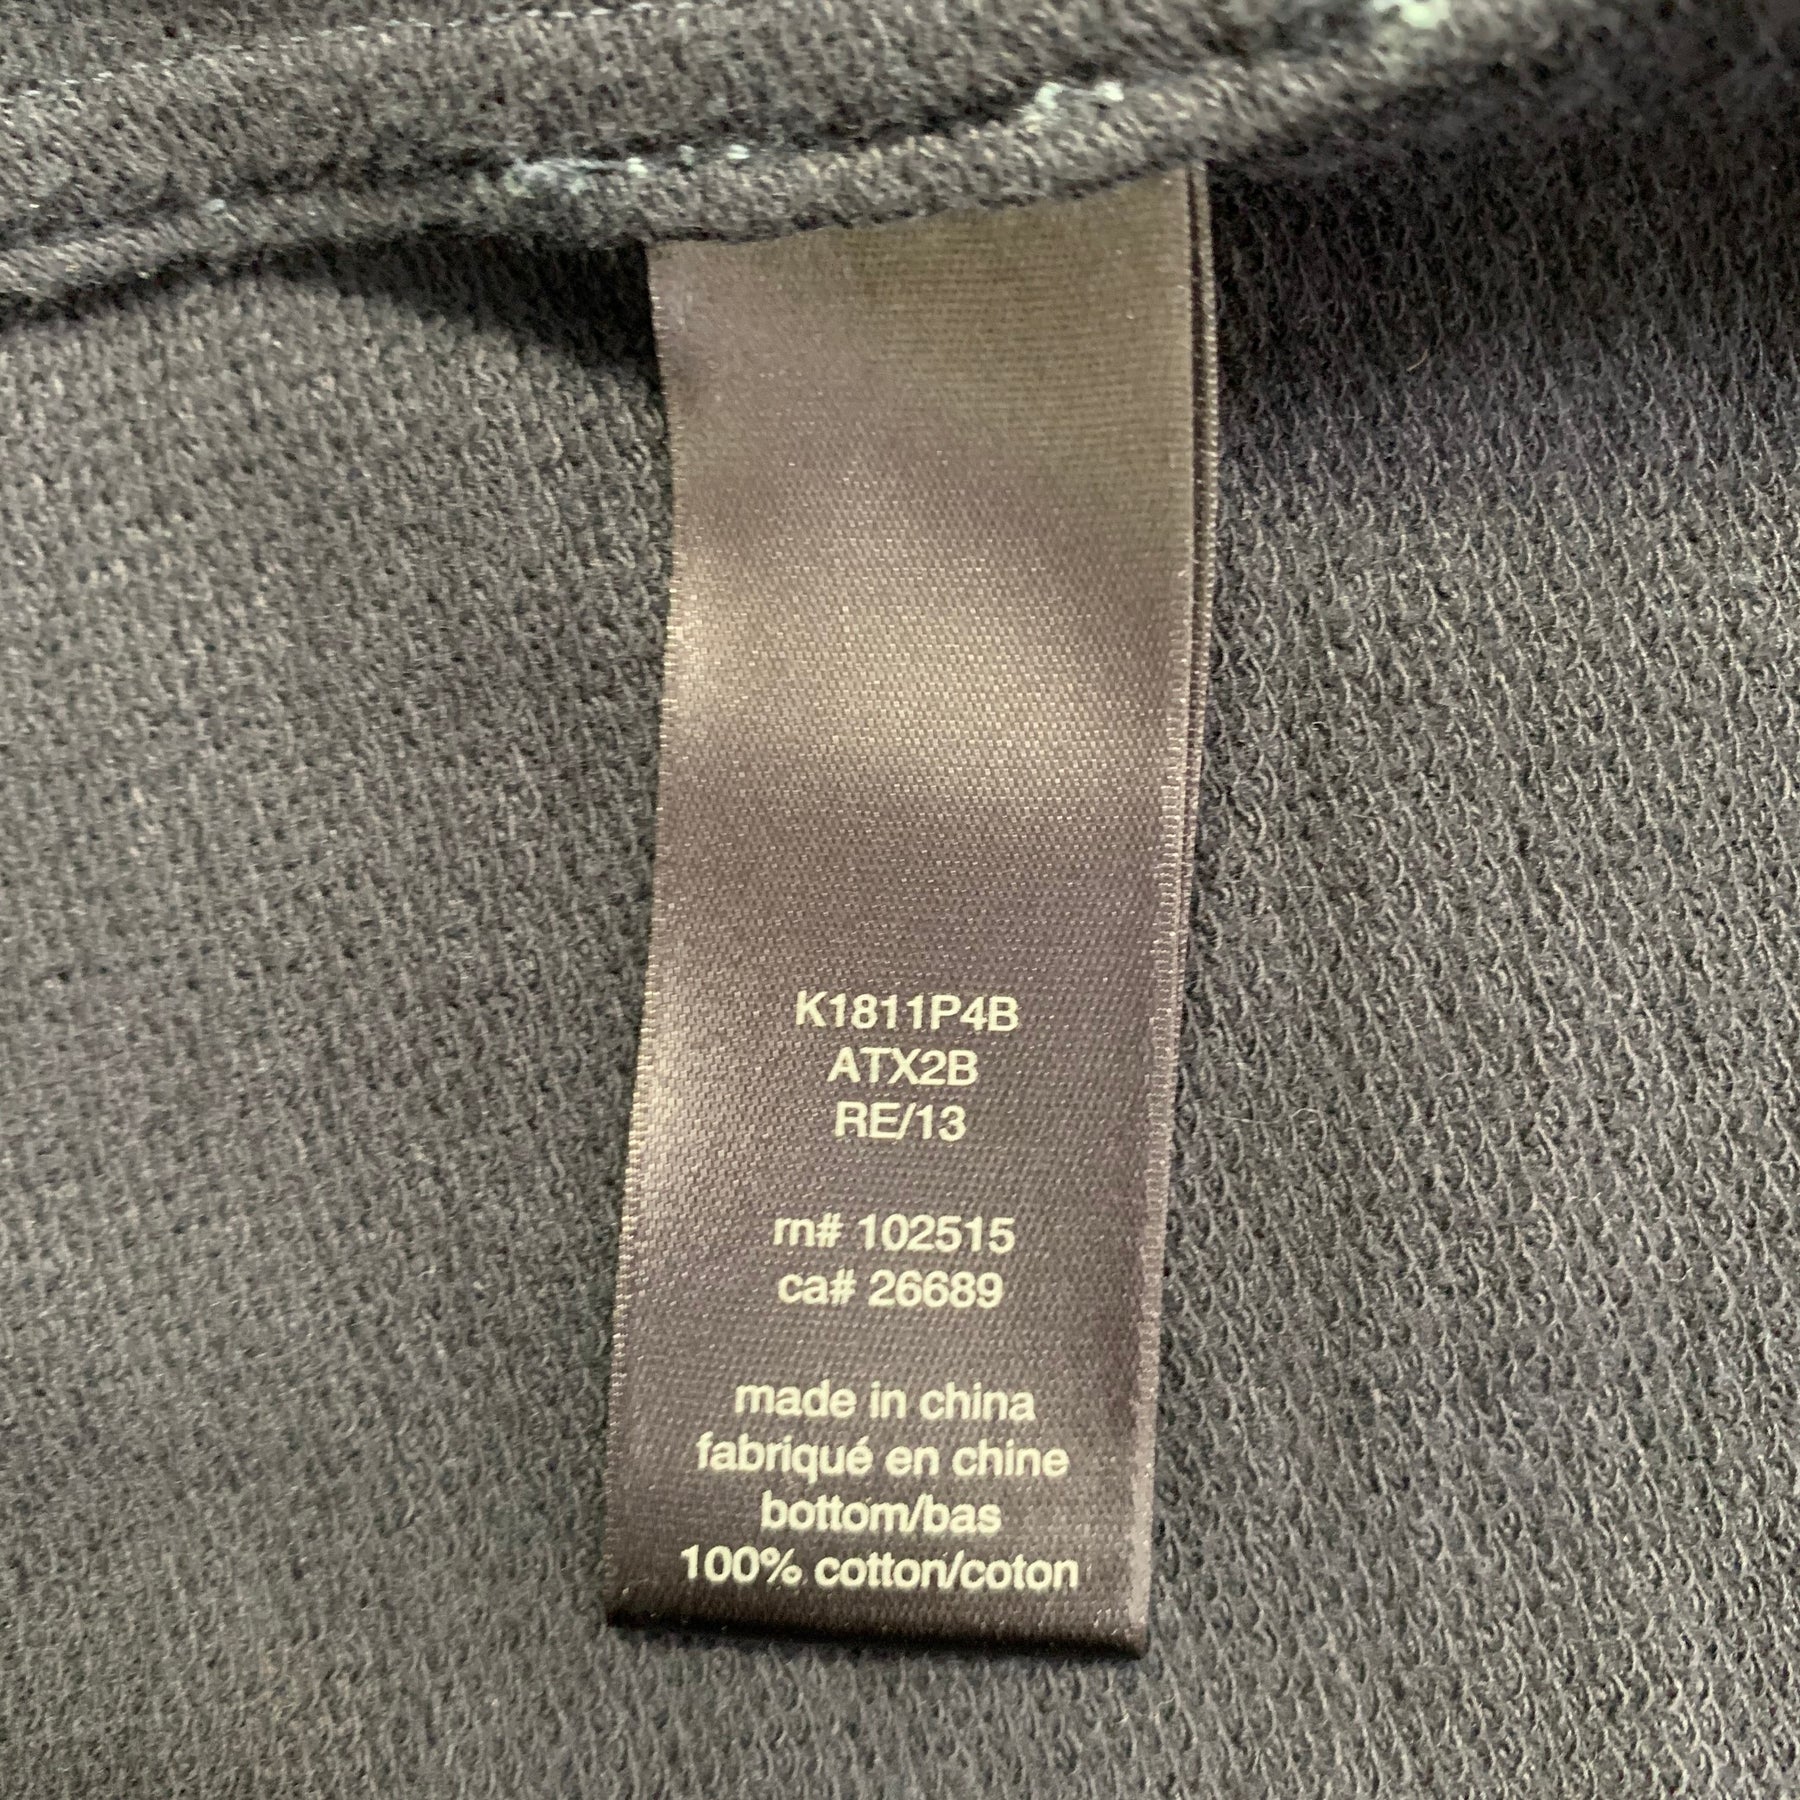 K1811P4B
ATX2B
RE/13
rn# 102515
ca# 26689
made in china
fabriqué en chine
bottom/bas
100% cotton/coton